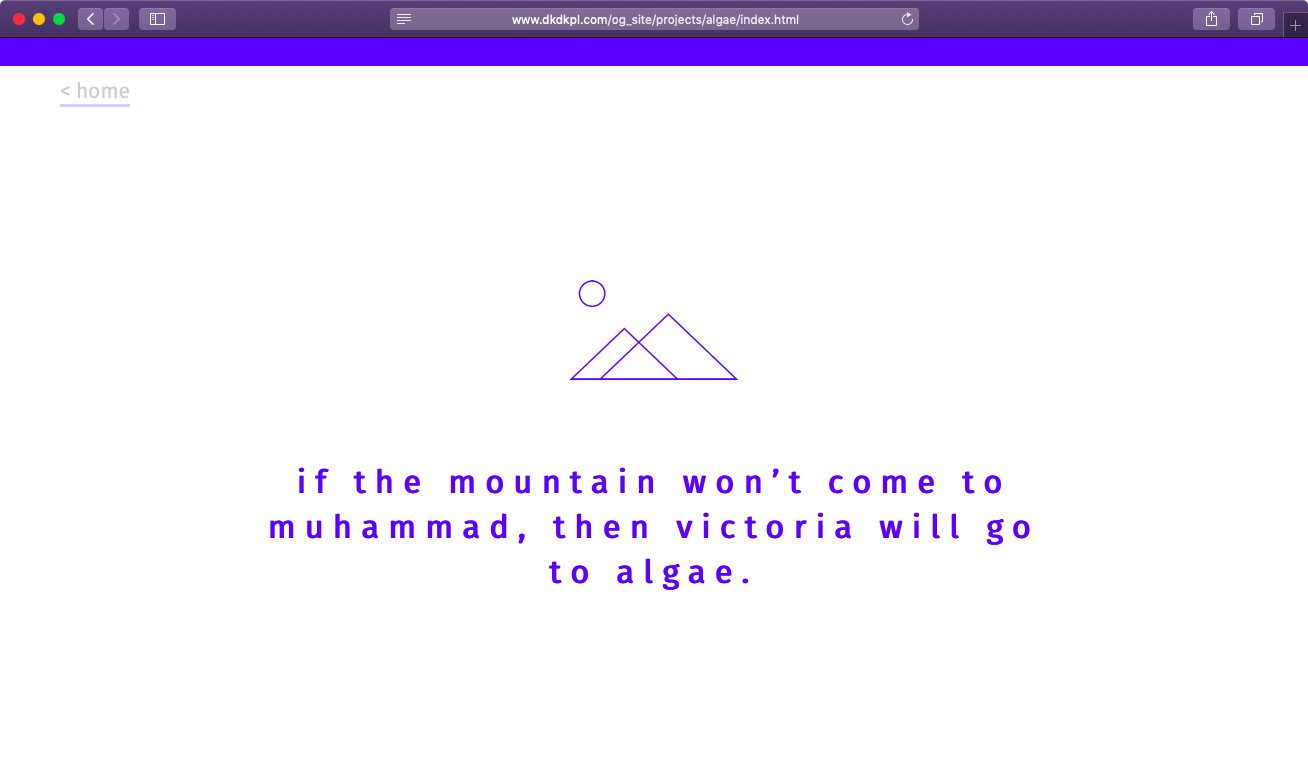 www.dkdkpl.com/og_site/projects/algae/index.html
< home
if the mountain won’t come to
muhammad, then victoria will go
to algae.